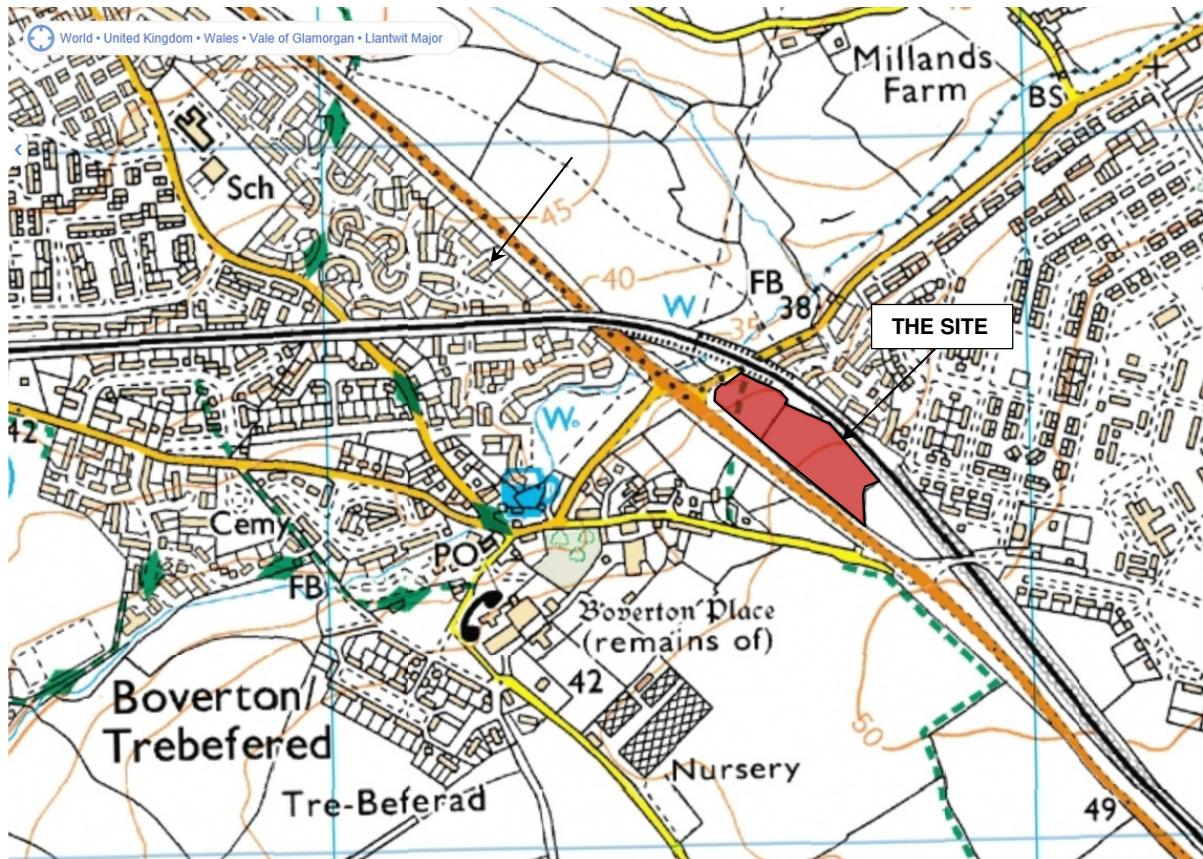 World • United Kingdom • Wales • Vale of Glamorgan • Llantwit Major
Millands
Farm
BS
Sch
45
40
W
FB
38
35
THE SITE
42
W
Cemy
PO
FB
Boverton Place
(remains of)
42
Boverton/
Trebefered
50
Nursery
Tre-Beferad
49